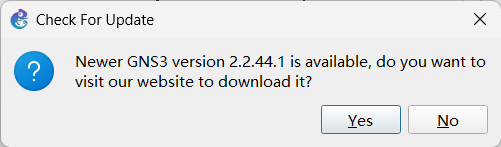 Check For Update
Newer GNS3 version 2.2.44.1 is available, do you want to
visit our website to download it?
Yes
No